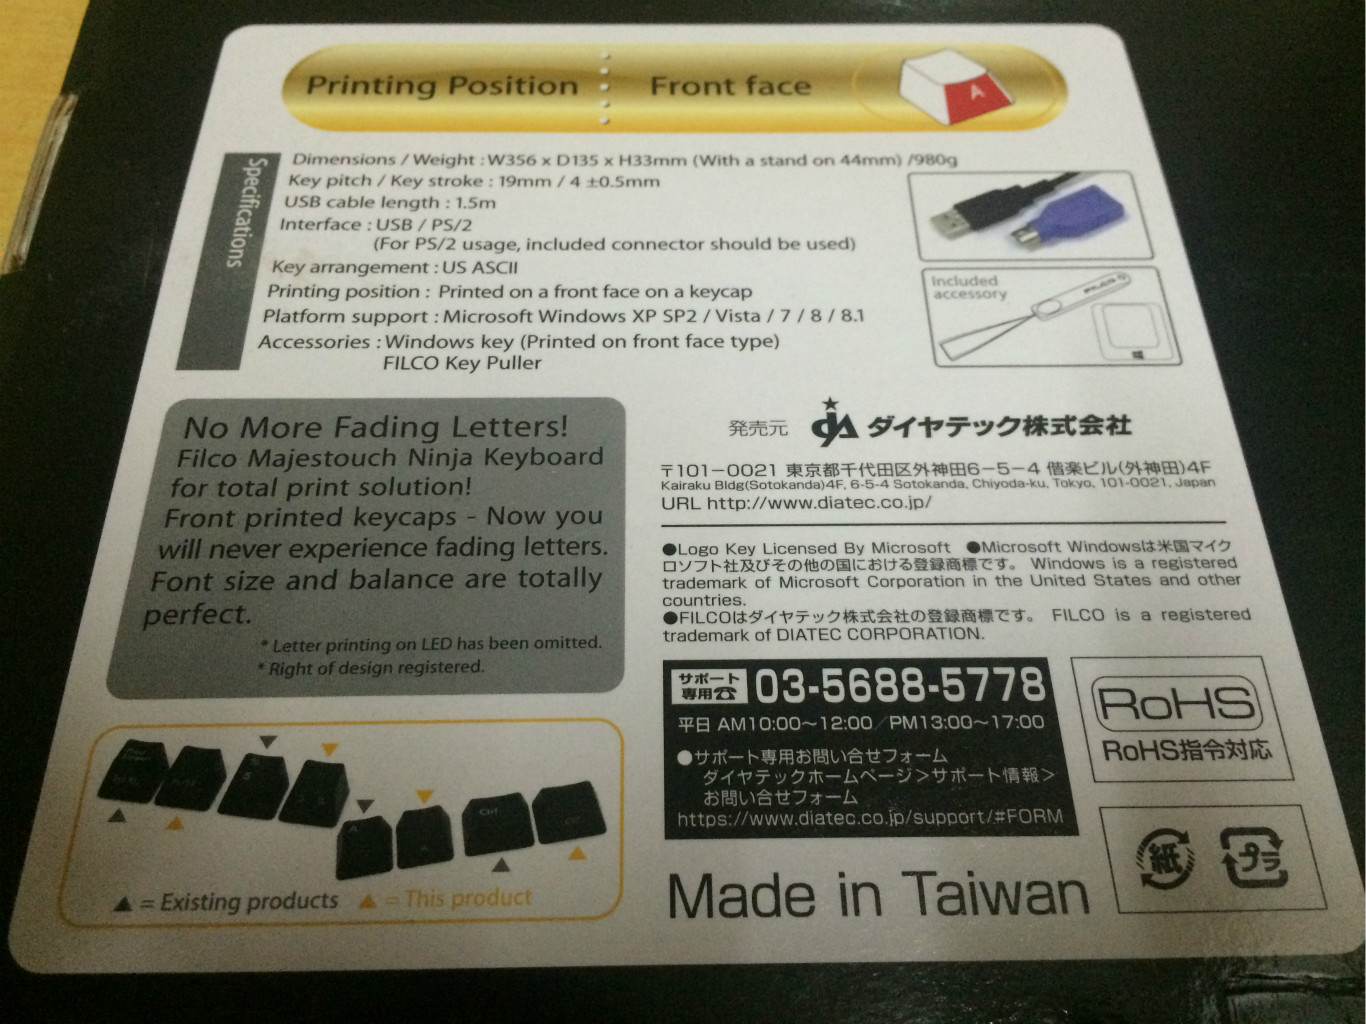 Printing Position Front face
A
Specifications
Dimensions / Weight : W356 x D135 x H33mm (With a stand on 44mm) /980g
Key pitch / Key stroke : 19mm / 4 ±0.5mm
USB cable length : 1.5m
Interface : USB / PS/2
(For PS/2 usage, included connector should be used)
Key arrangement : US ASCII
Printing position : Printed on a front face on a keycap
Platform support : Microsoft Windows XP SP2 / Vista / 7 / 8 / 8.1
Accessories : Windows key (Printed on front face type)
FILCO Key Puller
Included
accessory
FILCO
No More Fading Letters!
Filco Majestouch Ninja Keyboard
for total print solution!
Front printed keycaps - Now you
will never experience fading letters.
Font size and balance are totally
perfect.
* Letter printing on LED has been omitted.
* Right of design registered.
▲ = Existing products ▲ = This product
発売元 ダイヤテック株式会社
〒101-0021 東京都千代田区外神田6-5-4 偕楽ビル(外神田)4F
Kairaku Bldg(Sotokanda)4F, 6-5-4 Sotokanda, Chiyoda-ku, Tokyo, 101-0021, Japan
URL http://www.diatec.co.jp/
●Logo Key Licensed By Microsoft ●Microsoft Windowsは米国マイク
ロソフト社及びその他の国における登録商標です。 Windows is a registered
trademark of Microsoft Corporation in the United States and other
countries.
●FILCOはダイヤテック株式会社の登録商標です。 FILCO is a registered
trademark of DIATEC CORPORATION.
サポート
専用☎ 03-5688-5778
平日 AM10:00〜12:00／PM13:00〜17:00
●サポート専用お問い合せフォーム
ダイヤテックホームページ>サポート情報>
お問い合せフォーム
https://www.diatec.co.jp/support/#FORM
RoHS
RoHS指令対応
紙 プラ
Made in Taiwan